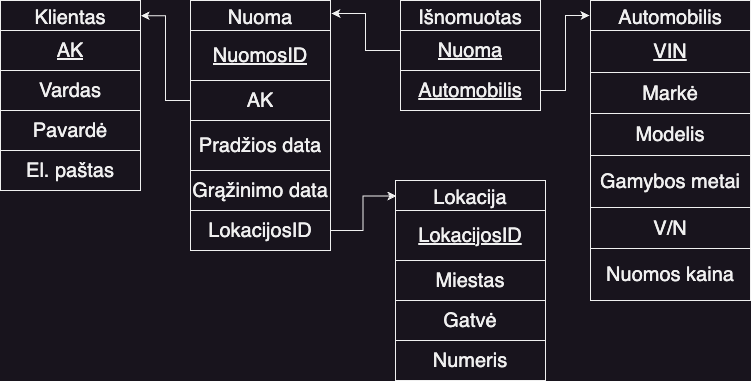 Klientas
AK
Vardas
Pavardė
El. paštas
Nuoma
NuomosID
AK
Pradžios data
Grąžinimo data
LokacijosID
Išnomuotas
Nuoma
Automobilis
Lokacija
LokacijosID
Miestas
Gatvė
Numeris
Automobilis
VIN
Markė
Modelis
Gamybos metai
V/N
Nuomos kaina